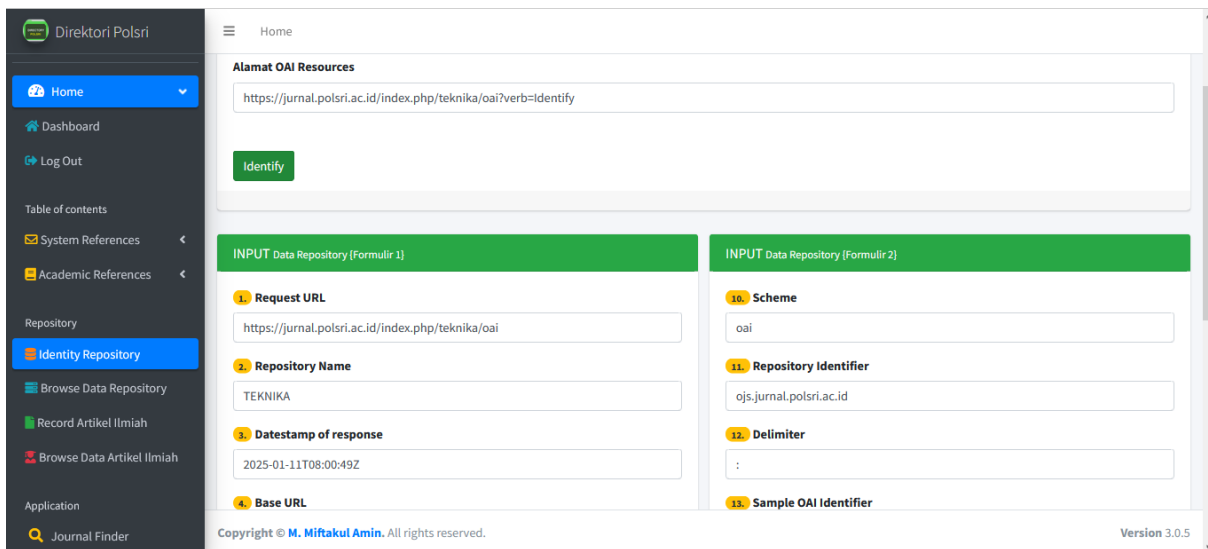 Direktori Polsri
Home
Dashboard
Log Out
Table of contents
System References
Academic References
Repository
Identity Repository
Browse Data Repository
Record Artikel Ilmiah
Browse Data Artikel Ilmiah
Application
Journal Finder
Home
Alamat OAI Resources
https://jurnal.polsri.ac.id/index.php/teknika/oai?verb=Identify
Identify
INPUT Data Repository {Formulir 1}
1. Request URL
https://jurnal.polsri.ac.id/index.php/teknika/oai
2. Repository Name
TEKNIKA
3. Datestamp of response
2025-01-11T08:00:49Z
4. Base URL
INPUT Data Repository {Formulir 2}
10. Scheme
oai
11. Repository Identifier
ojs.jurnal.polsri.ac.id
12. Delimiter
:
13. Sample OAI Identifier
Copyright © M. Miftakul Amin. All rights reserved.
Version 3.0.5